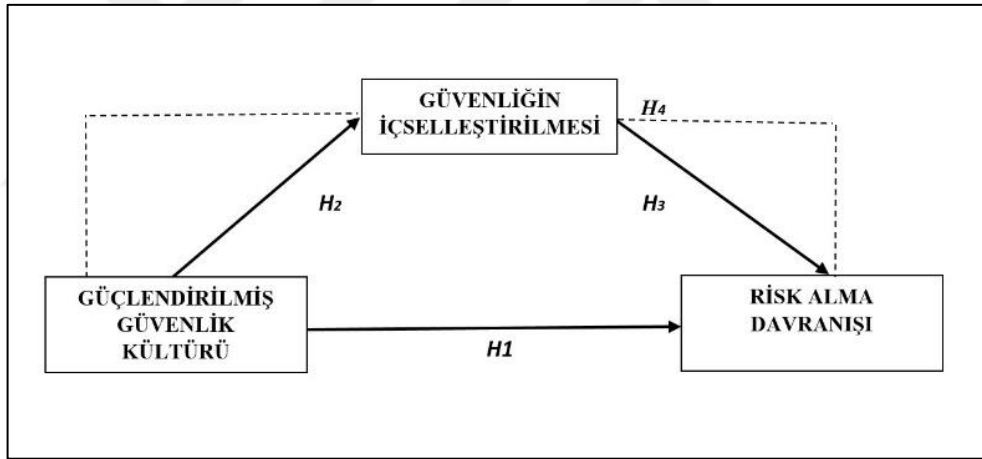 GÜVENLİĞİN
İÇSELLEŞTİRİLMESİ
H4
H2
H3
GÜÇLENDİRİLMİŞ
GÜVENLİK
KÜLTÜRÜ
RİSK ALMA
DAVRANIŞI
H1